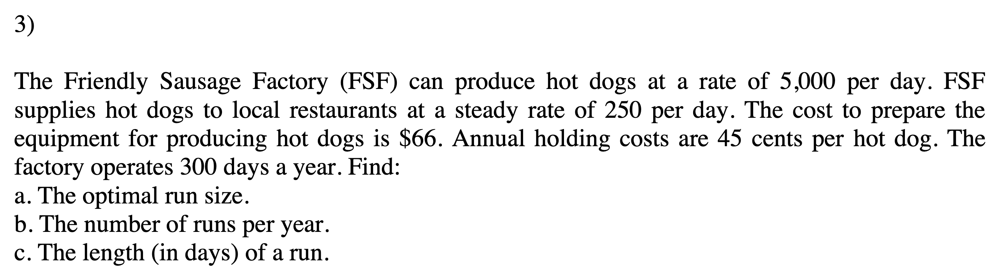 3)
The Friendly Sausage Factory (FSF) can produce hot dogs at a rate of 5,000 per day. FSF
supplies hot dogs to local restaurants at a steady rate of 250 per day. The cost to prepare the
equipment for producing hot dogs is $66. Annual holding costs are 45 cents per hot dog. The
factory operates 300 days a year. Find:
a. The optimal run size.
b. The number of runs per year.
c. The length (in days) of a run.